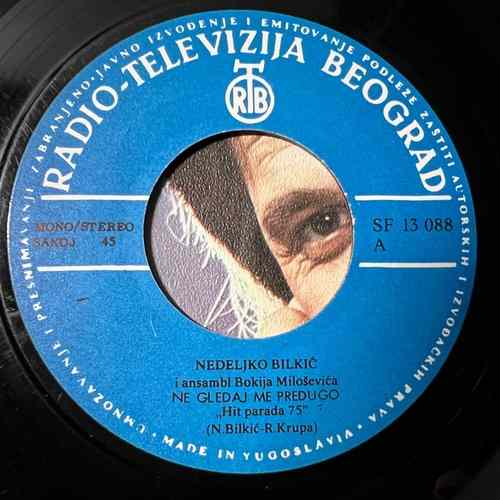 UMNOŽAVANJE I PRESNIMAVANJE ZABRANJENO · JAVNO IZVOĐENJE I EMITOVANJE PODLEŽE ZAŠTITI AUTORSKIH I IZVOĐAČKIH PRAVA ·
RADIO-TELEVIZIJA BEOGRAD
RTB
MONO/STEREO
SAKOJ 45
SF 13 088
A
NEDELJKO BILKIĆ
i ansambl Bokija Miloševića
NE GLEDAJ ME PREDUGO
„Hit parada 75"
(N.Bilkić-R.Krupa)
· MADE IN YUGOSLAVIA ·